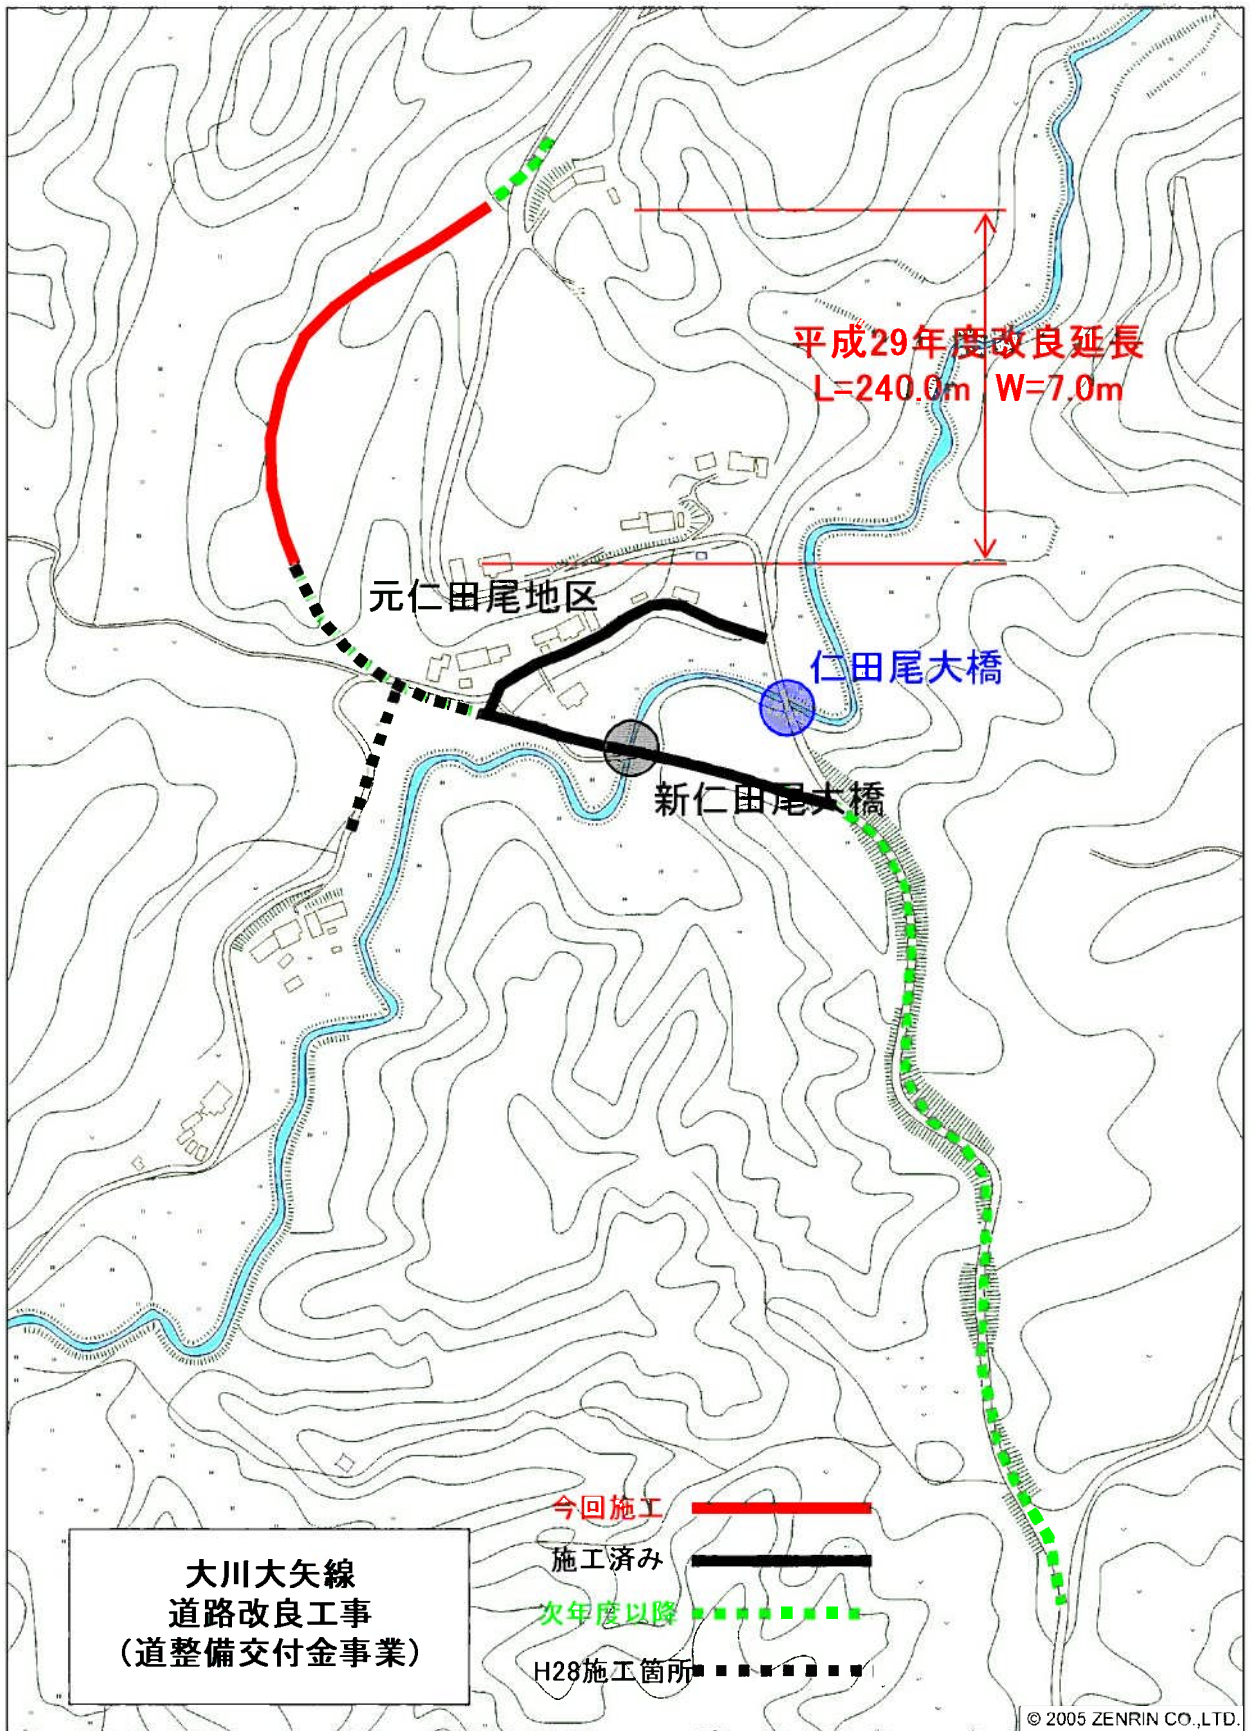 平成29年度改良延長
L=240.0m W=7.0m
元仁田尾地区
仁田尾大橋
新仁田尾大橋
今回施工
施工済み
次年度以降
H28施工箇所
大川大矢線
道路改良工事
(道整備交付金事業)
© 2005 ZENRIN CO.,LTD.